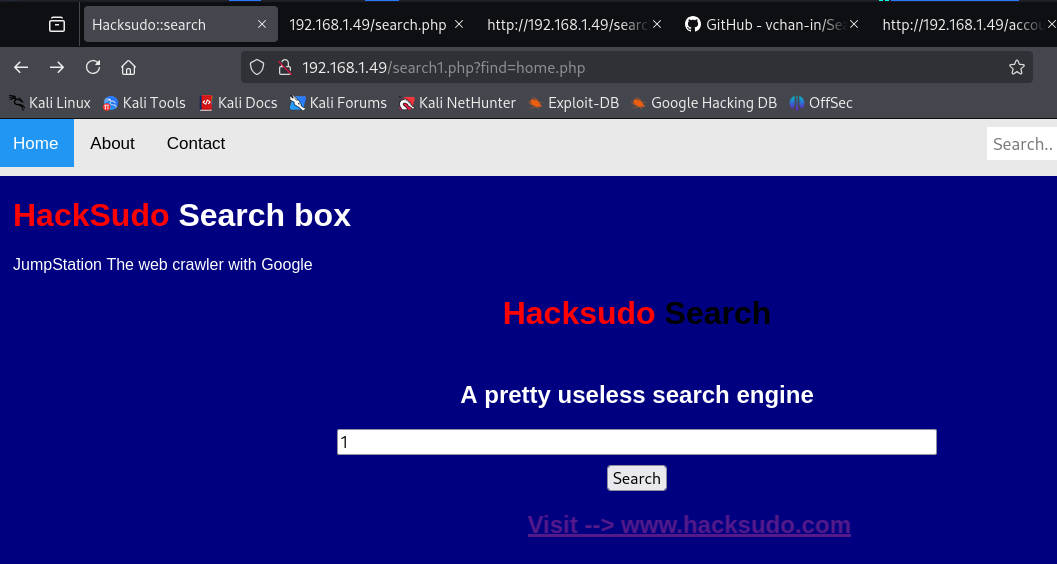 Hacksudo::search
192.168.1.49/search.php
http://192.168.1.49/searc
GitHub - vchan-in/Sea
http://192.168.1.49/accou
192.168.1.49/search1.php?find=home.php
Kali Linux Kali Tools Kali Docs Kali Forums Kali NetHunter Exploit-DB Google Hacking DB OffSec
Home About Contact Search..
HackSudo Search box
JumpStation The web crawler with Google
Hacksudo Search
A pretty useless search engine
1
Search
Visit --> www.hacksudo.com